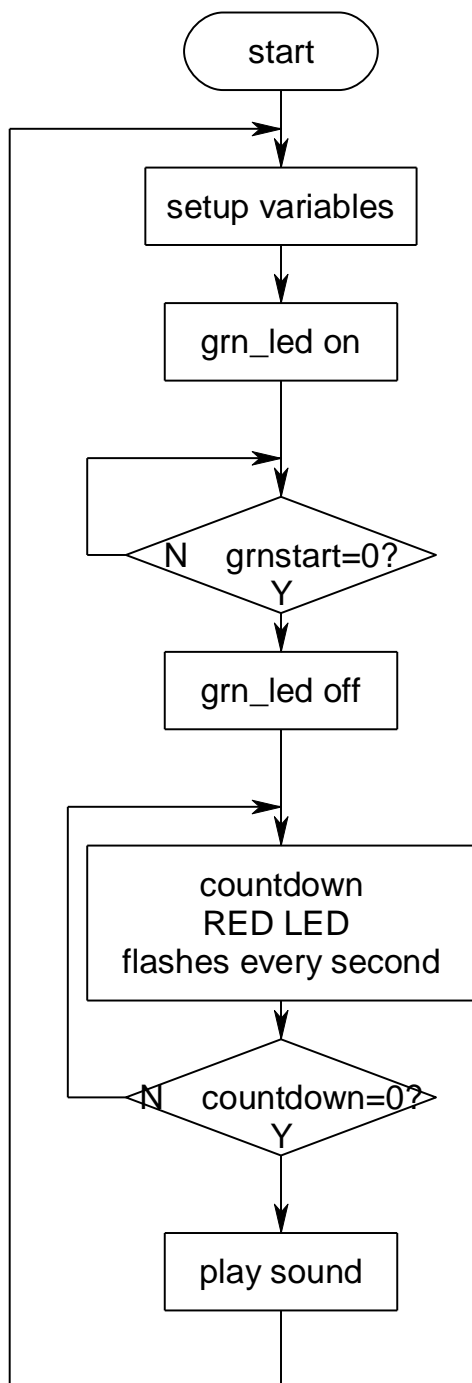 start
setup variables
grn_led on
N grnstart=0?
Y
grn_led off
countdown
RED LED
flashes every second
N countdown=0?
Y
play sound